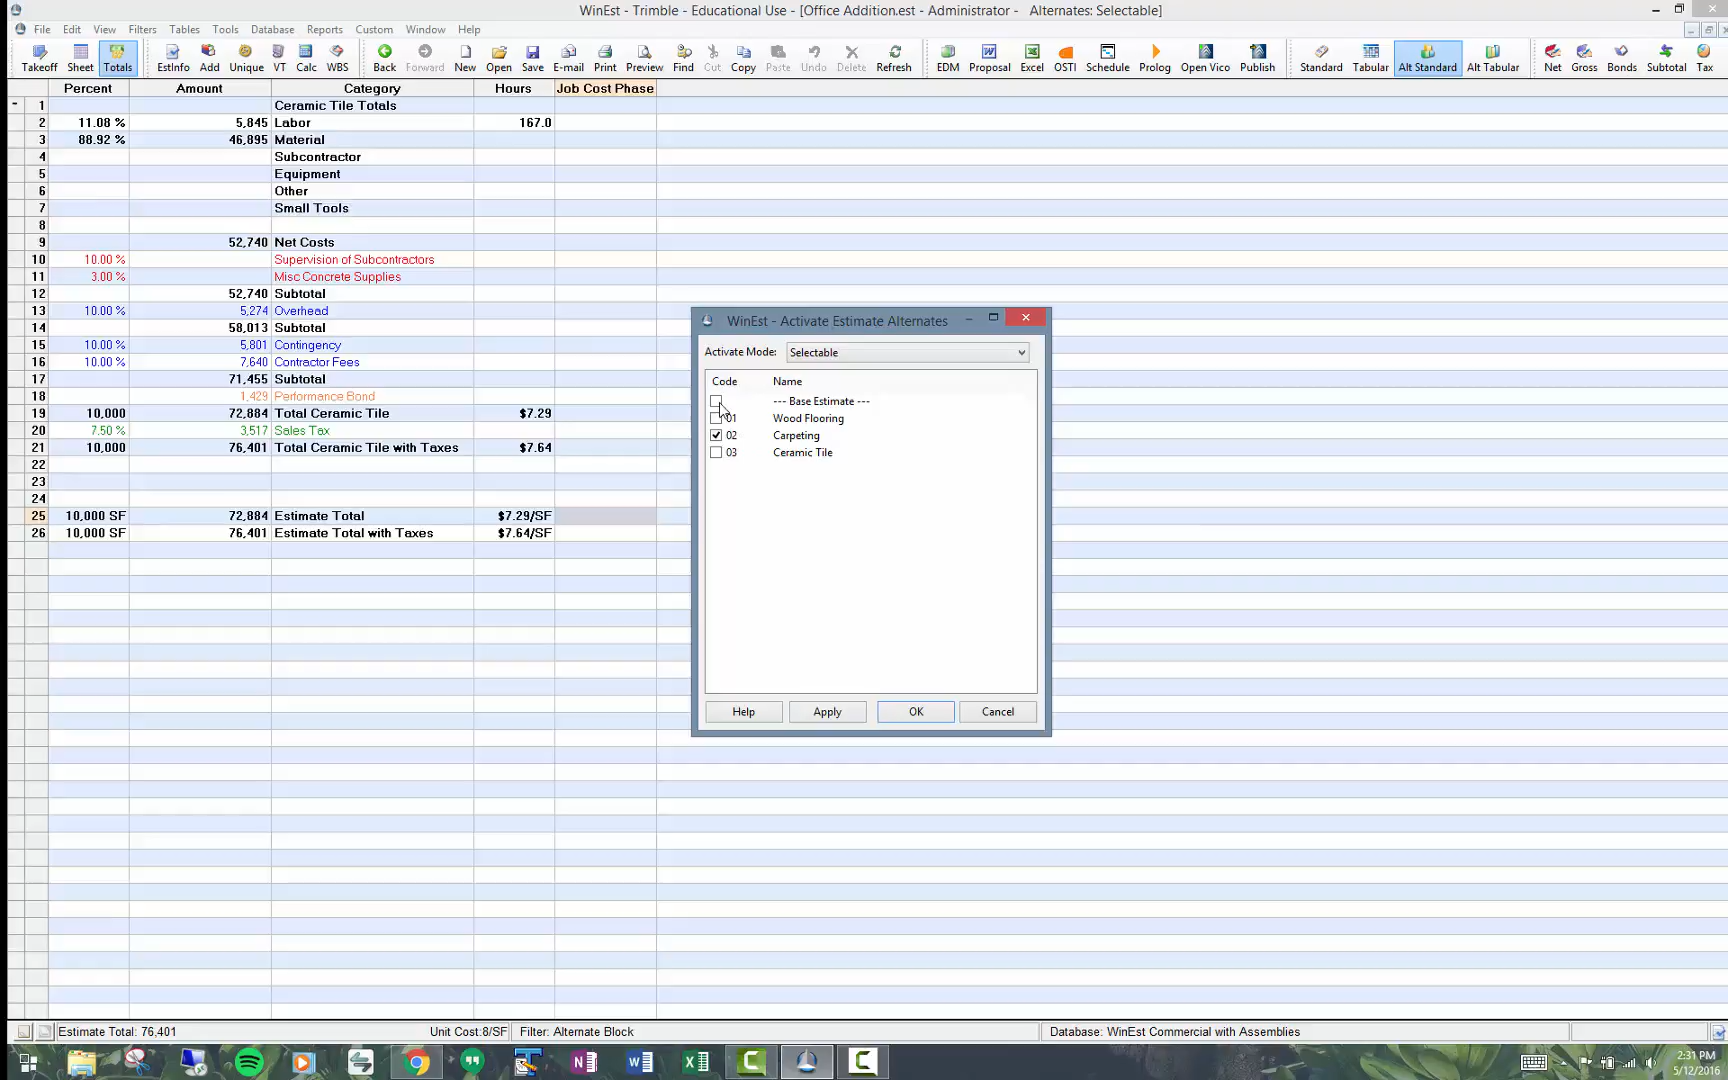 WinEst - Trimble - Educational Use - [Office Addition.est - Administrator - Alternates: Selectable]
File Edit View Filters Tables Tools Database Reports Custom Window Help
Takeoff Sheet Totals EstInfo Add Unique VT Calc WBS Back Forward New Open Save E-mail Print Preview Find Cut Copy Paste Undo Delete Refresh EDM Proposal Excel OSTI Schedule Prolog Open Vico Publish Standard Tabular Alt Standard Alt Tabular Net Gross Bonds Subtotal Tax
Percent Amount Category Hours Job Cost Phase
- 1 Ceramic Tile Totals
2 11.08 % 5,845 Labor 167.0
3 88.92 % 46,895 Material
4 Subcontractor
5 Equipment
6 Other
7 Small Tools
8
9 52,740 Net Costs
10 10.00 % Supervision of Subcontractors
11 3.00 % Misc Concrete Supplies
12 52,740 Subtotal
13 10.00 % 5,274 Overhead
14 58,013 Subtotal
15 10.00 % 5,801 Contingency
16 10.00 % 7,640 Contractor Fees
17 71,455 Subtotal
18 1,429 Performance Bond
19 10,000 72,884 Total Ceramic Tile $7.29
20 7.50 % 3,517 Sales Tax
21 10,000 76,401 Total Ceramic Tile with Taxes $7.64
22
23
24
25 10,000 SF 72,884 Estimate Total $7.29/SF
26 10,000 SF 76,401 Estimate Total with Taxes $7.64/SF
WinEst - Activate Estimate Alternates
Activate Mode: Selectable
Code Name
--- Base Estimate ---
01 Wood Flooring
02 Carpeting
03 Ceramic Tile
Help Apply OK Cancel
Estimate Total: 76,401 Unit Cost:8/SF Filter: Alternate Block Database: WinEst Commercial with Assemblies
2:31 PM
5/12/2016